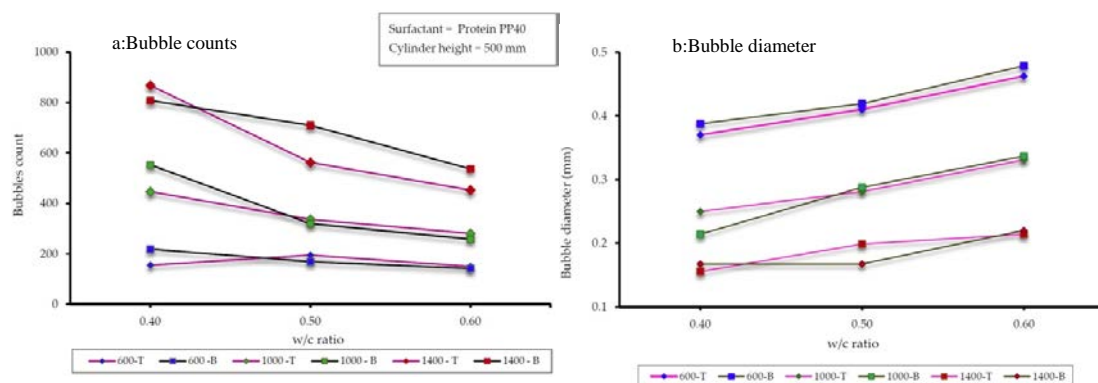 a:Bubble counts
Surfactant = Protein PP40
Cylinder height = 500 mm
1000
800
600
400
200
0
Bubbles count
0.40 0.50 0.60
w/c ratio
600-T 600 -B 1000 - T 1000 - B 1400 - T 1400 - B
b:Bubble diameter
0.5
0.4
0.3
0.2
0.1
Bubble diameter (mm)
0.40 0.50 0.60
w/c ratio
600-T 600-B 1000-T 1000-B 1400-T 1400-B